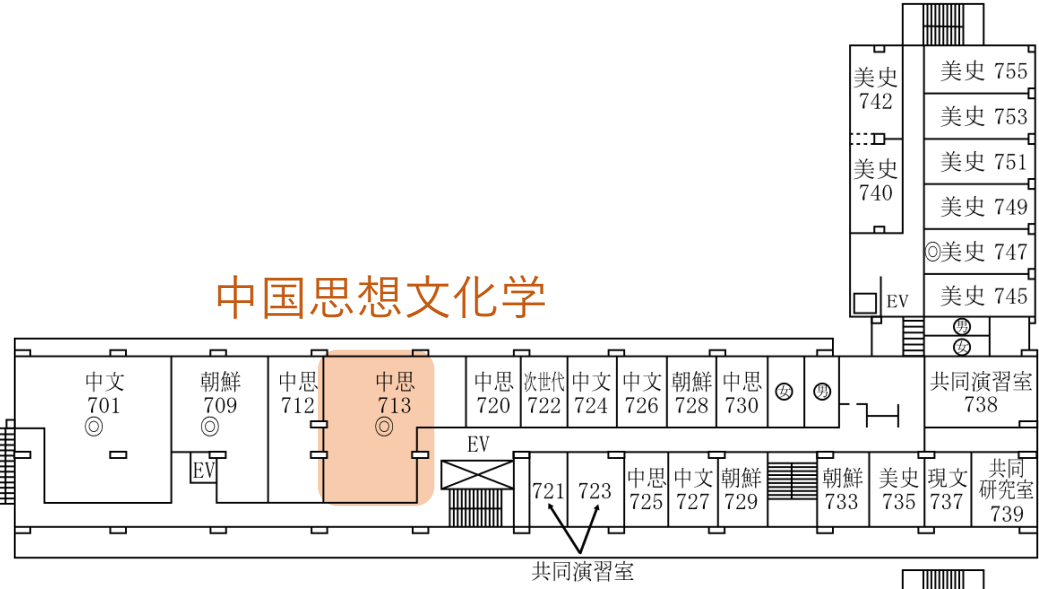 美史
742
美史 755
美史 753
美史
740
美史 751
美史 749
◎美史 747
EV
美史 745
男
女
中国思想文化学
中文
701
◎
朝鮮
709
◎
中思
712
中思
713
◎
中思
720
次世代
722
中文
724
中文
726
朝鮮
728
中思
730
女
男
共同演習室
738
EV
EV
721
723
中思
725
中文
727
朝鮮
729
朝鮮
733
美史
735
現文
737
共同
研究室
739
共同演習室